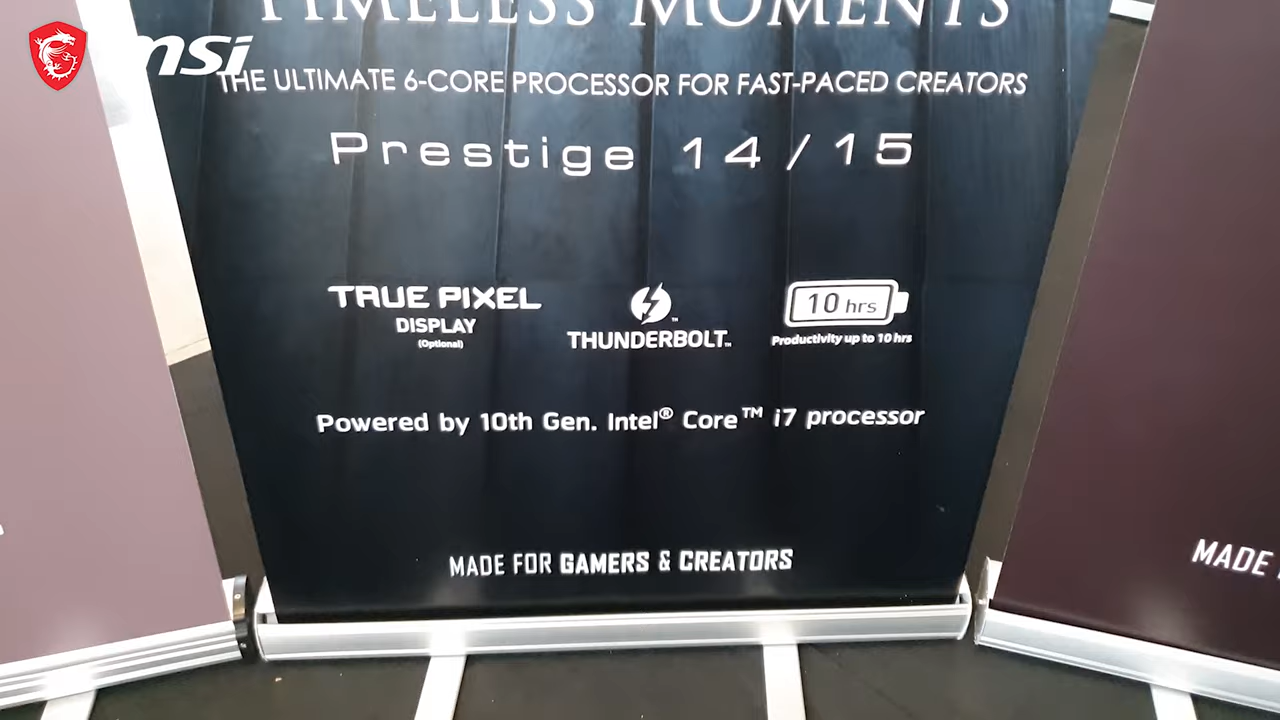 TIMELESS MOMENTS
msi
THE ULTIMATE 6-CORE PROCESSOR FOR FAST-PACED CREATORS
Prestige 14/15
TRUE PIXEL
DISPLAY
(Optional)
THUNDERBOLT™
10 hrs
Productivity up to 10 hrs
Powered by 10th Gen. Intel® Core™ i7 processor
MADE FOR GAMERS & CREATORS
MADE